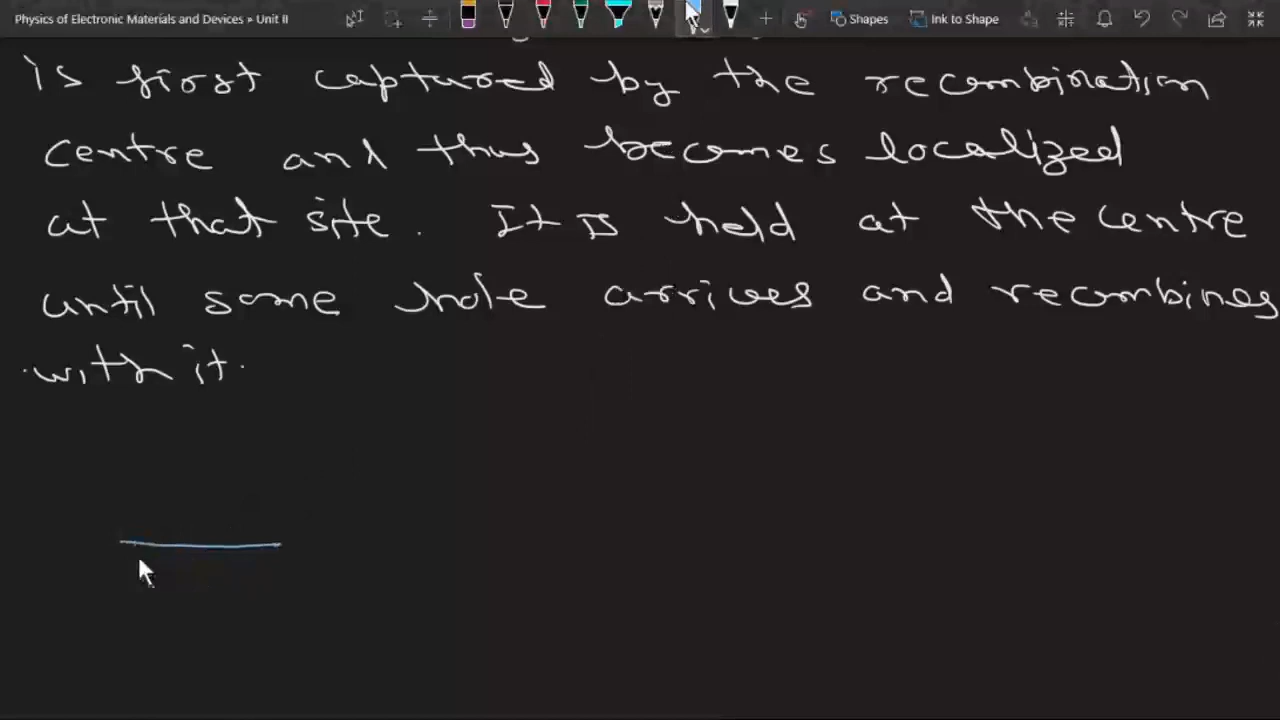 Physics of Electronic Materials and Devices » Unit II
Shapes
Ink to Shape
is first captured by the recombination
centre and thus becomes localized
at that site. It is held at the centre
until some hole arrives and recombines
with it.